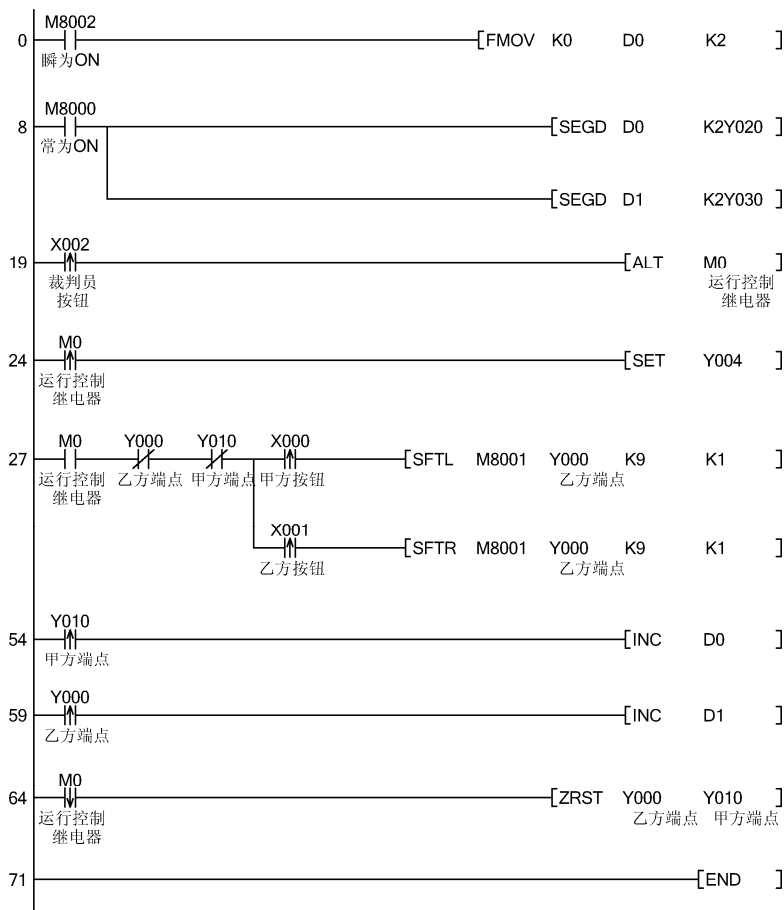 M8002
0 [FMOV K0 D0 K2 ]
瞬为ON
M8000
8 [SEGD D0 K2Y020 ]
常为ON
[SEGD D1 K2Y030 ]
X002
19 [ALT M0 ]
裁判员 运行控制
按钮 继电器
M0
24 [SET Y004 ]
运行控制
继电器
M0 Y000 Y010 X000
27 [SFTL M8001 Y000 K9 K1 ]
运行控制 乙方端点 甲方端点 甲方按钮 乙方端点
继电器
X001
[SFTR M8001 Y000 K9 K1 ]
乙方按钮 乙方端点
Y010
54 [INC D0 ]
甲方端点
Y000
59 [INC D1 ]
乙方端点
M0
64 [ZRST Y000 Y010 ]
运行控制 乙方端点 甲方端点
继电器
71 [END ]